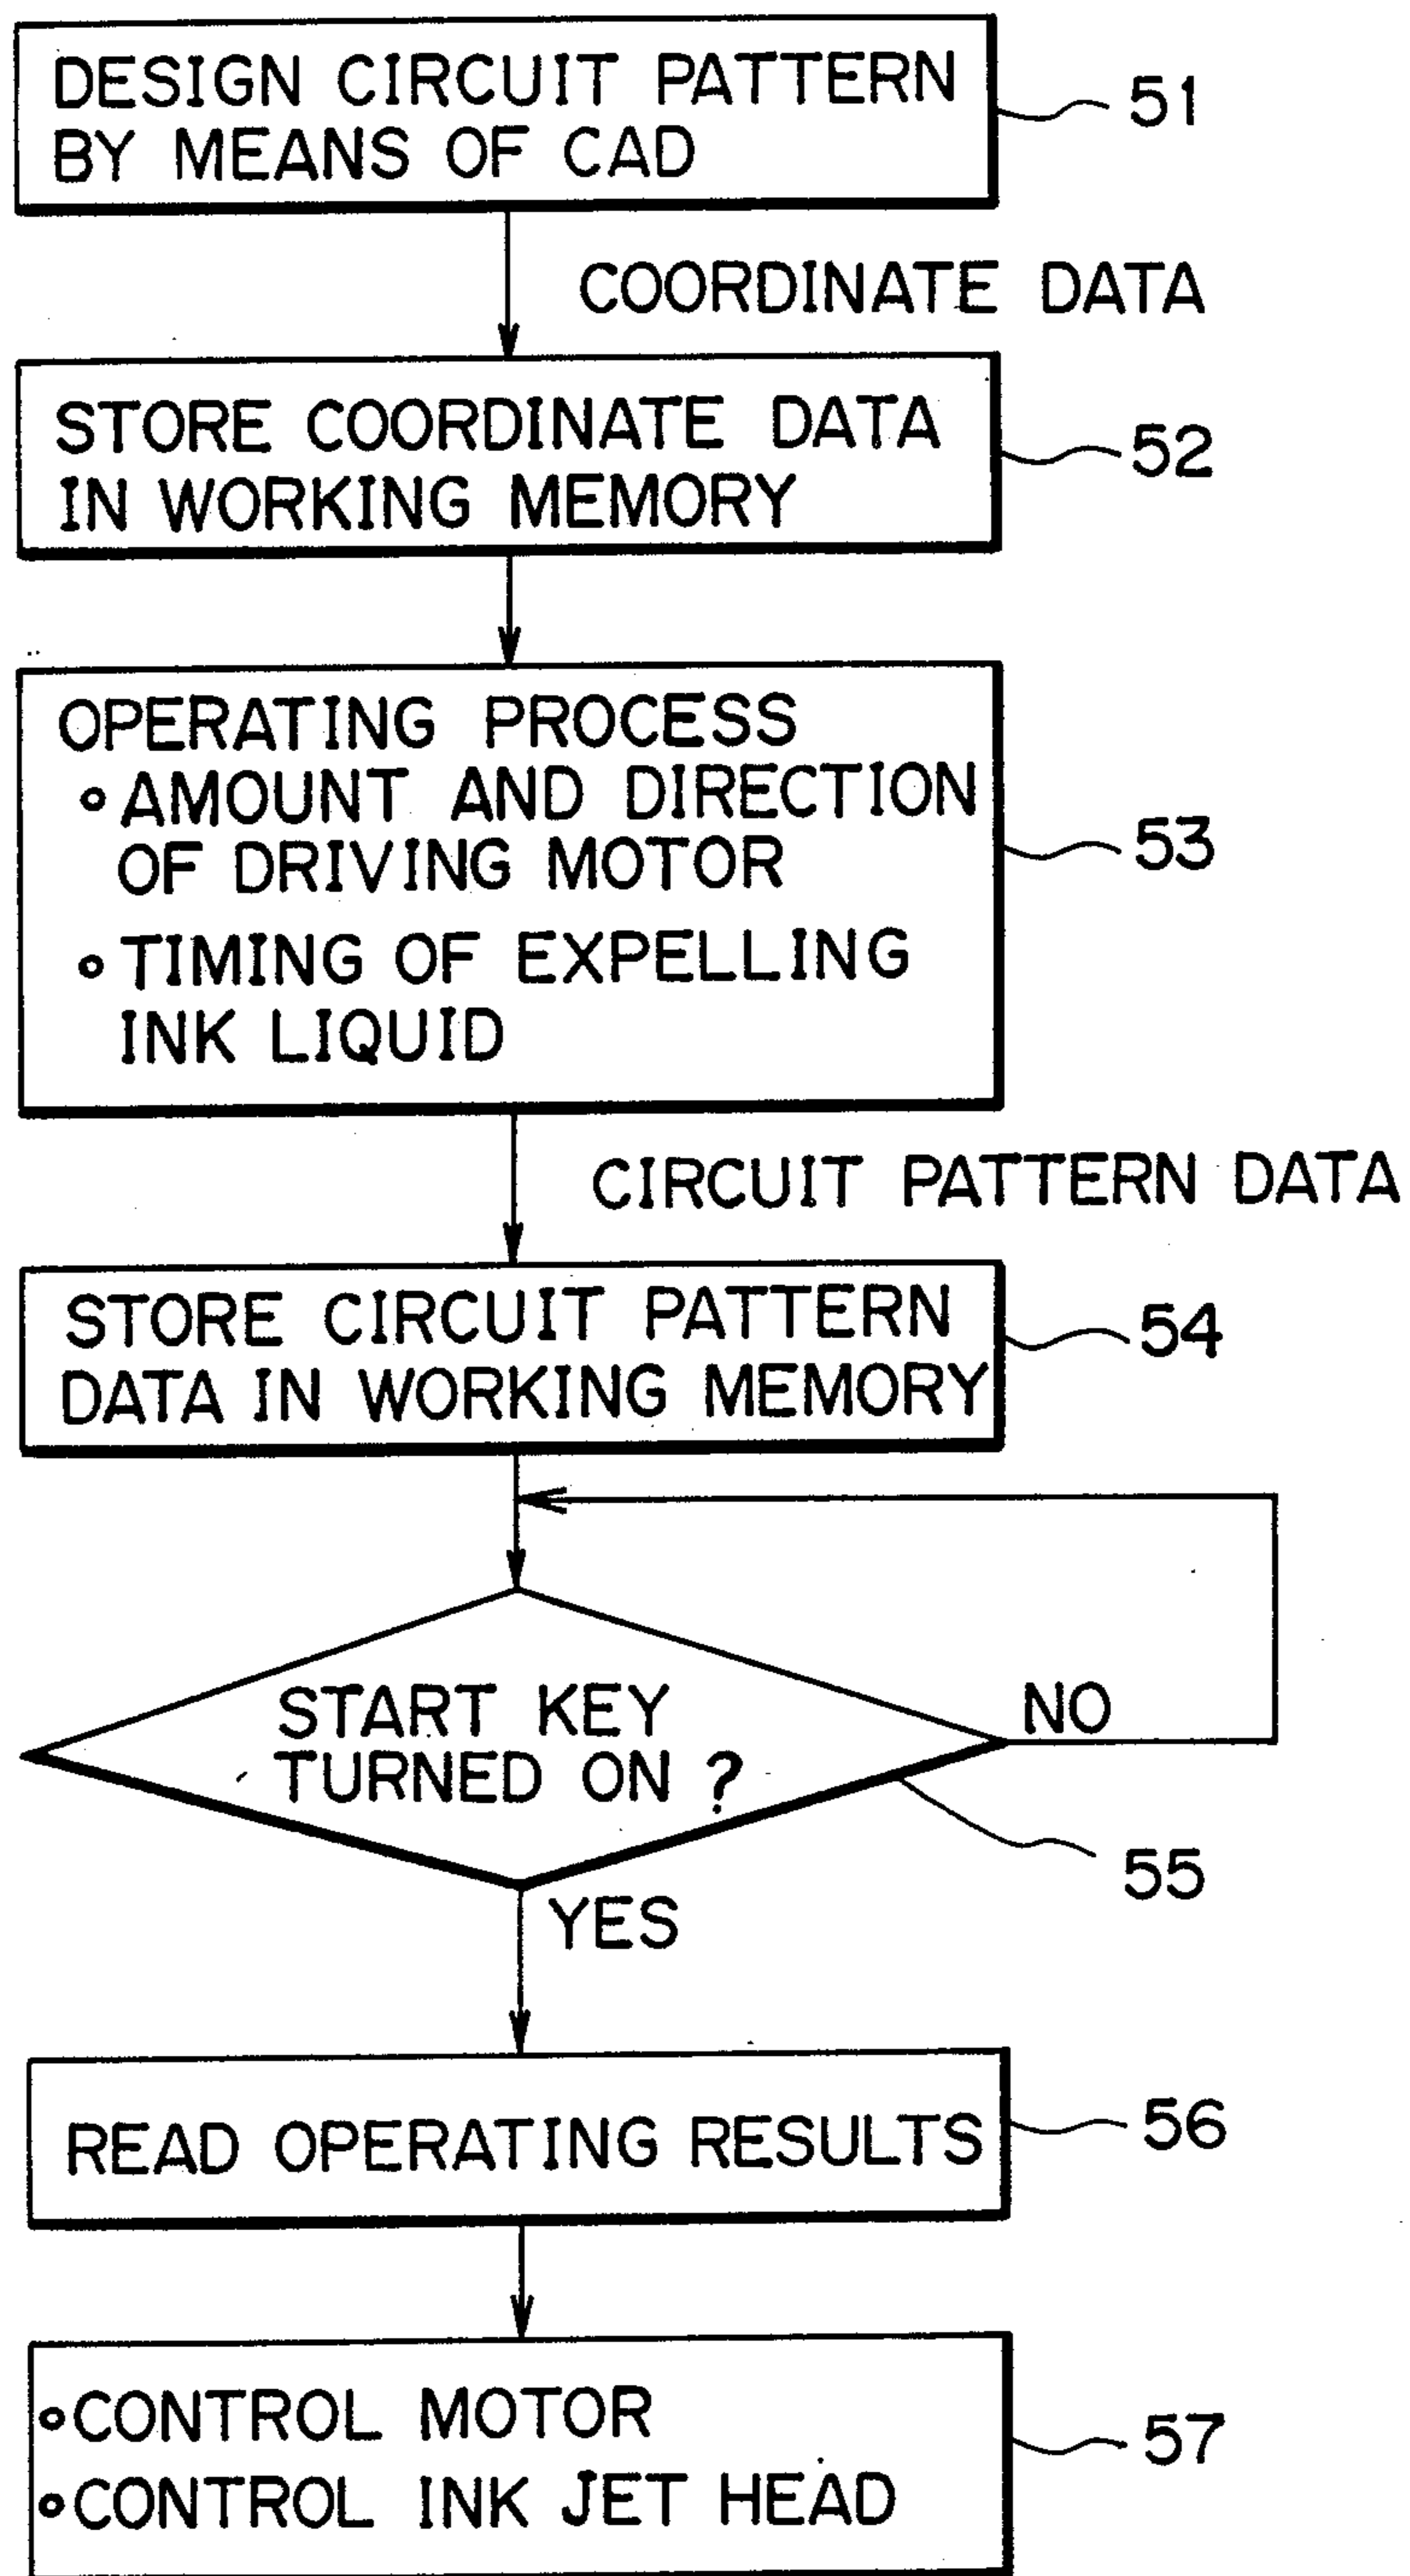 DESIGN CIRCUIT PATTERN
BY MEANS OF CAD
51
COORDINATE DATA
STORE COORDINATE DATA
IN WORKING MEMORY
52
OPERATING PROCESS
∘ AMOUNT AND DIRECTION
OF DRIVING MOTOR
∘ TIMING OF EXPELLING
INK LIQUID
53
CIRCUIT PATTERN DATA
STORE CIRCUIT PATTERN
DATA IN WORKING MEMORY
54
START KEY
TURNED ON ?
NO
55
YES
READ OPERATING RESULTS
56
∘ CONTROL MOTOR
∘ CONTROL INK JET HEAD
57